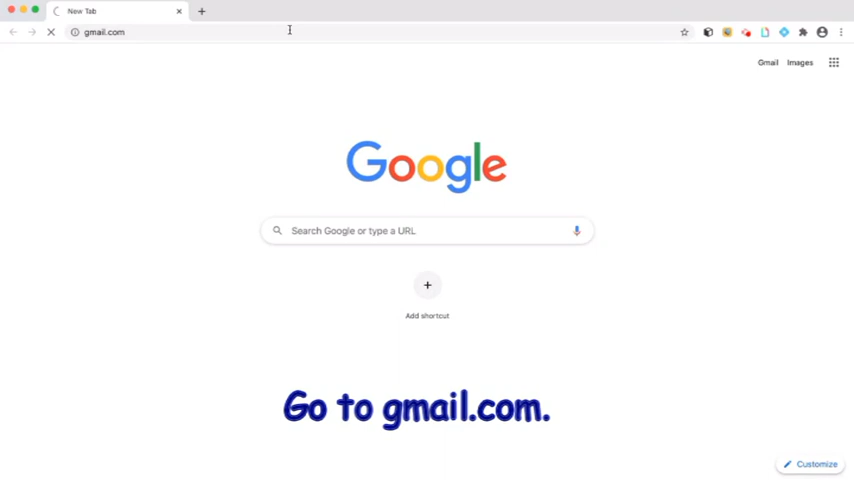 New Tab
gmail.com
Gmail Images
Google
Search Google or type a URL
Add shortcut
Go to gmail.com.
Customize